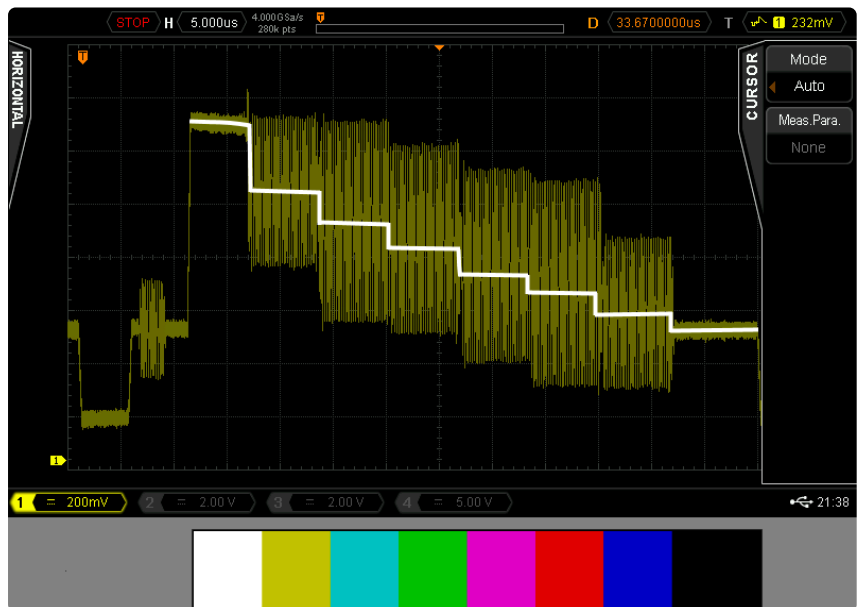 STOP H 5.000us 4.000GSa/s D 33.6700000us T 1 232mV
280k pts
T
T
HORIZONTAL
CURSOR
Mode
Auto
Meas.Para.
None
1
1 = 200mV 2 = 2.00 V 3 = 2.00 V 4 = 5.00 V 21:38